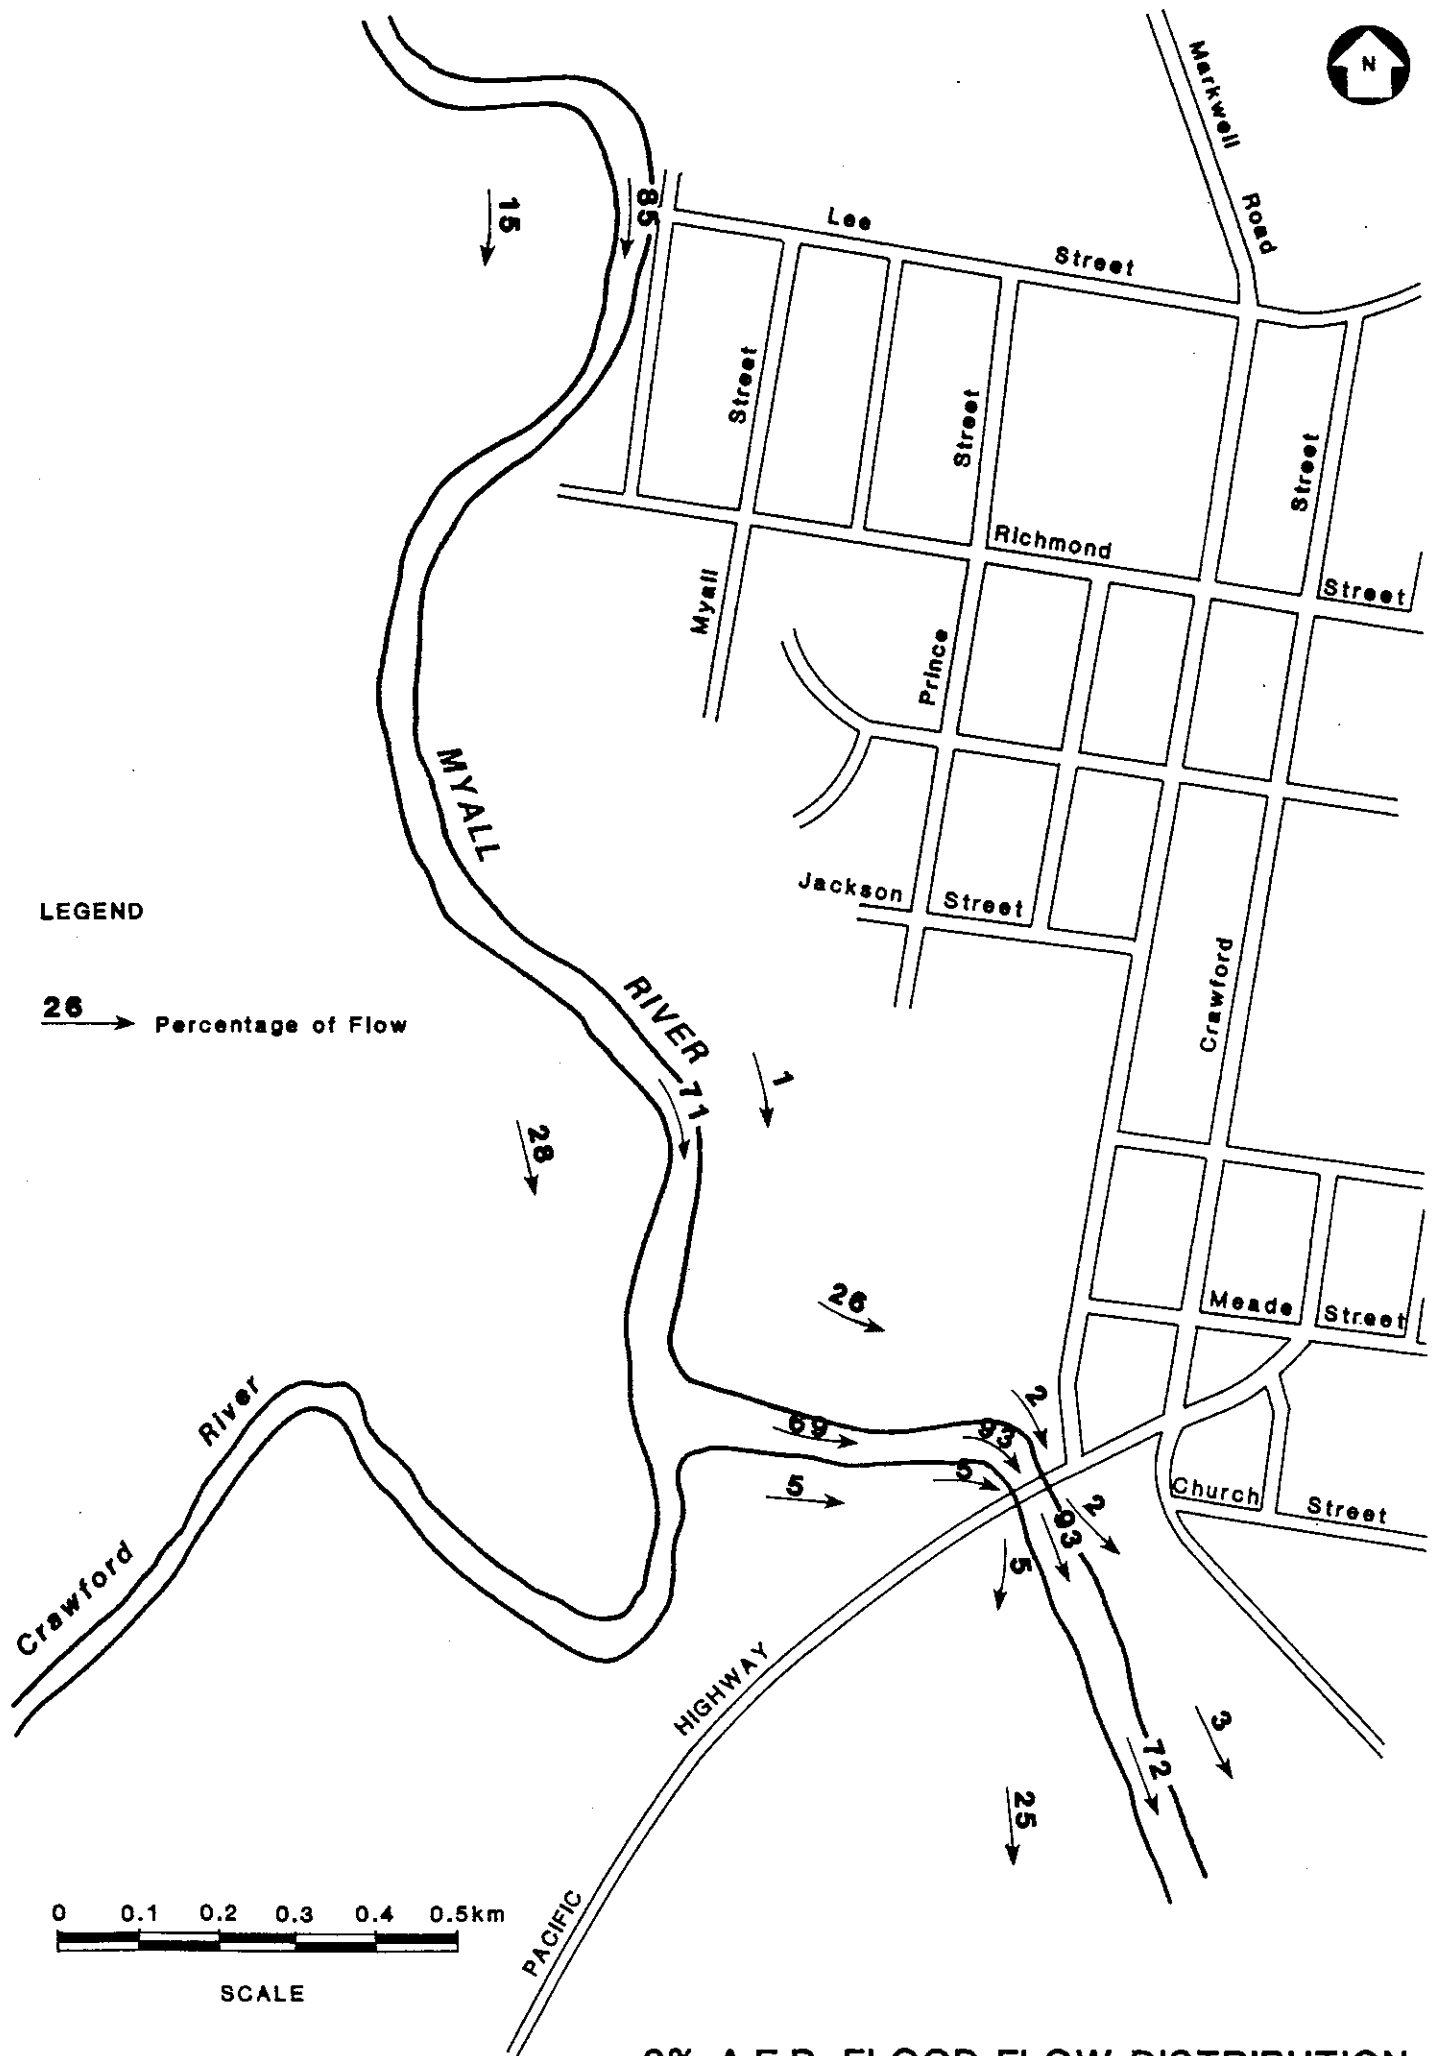 N
Markwell
Road
15
85
Lee
Street
Street
Street
Street
Richmond
Street
Myall
Prince
MYALL
Jackson
Street
LEGEND
26
Percentage of Flow
RIVER
Crawford
71
1
28
26
Meade
Street
2
River
69
93
5
5
Church
Street
2
93
5
Crawford
HIGHWAY
3
72
25
PACIFIC
0 0.1 0.2 0.3 0.4 0.5km
SCALE
A.E.P. FLOOD FLOW DISTRIBUTION